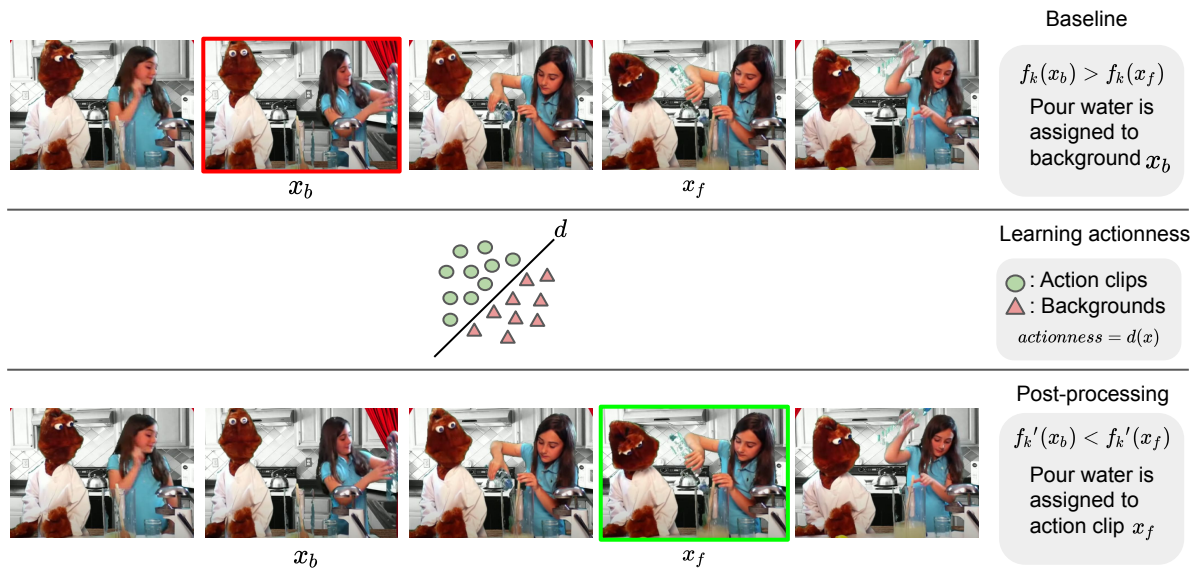 Baseline
f_k(x_b) > f_k(x_f)
Pour water is
assigned to
background x_b
x_b
x_f
d
Learning actionness
: Action clips
: Backgrounds
actionness = d(x)
Post-processing
f_k'(x_b) < f_k'(x_f)
Pour water is
assigned to
action clip x_f
x_b
x_f